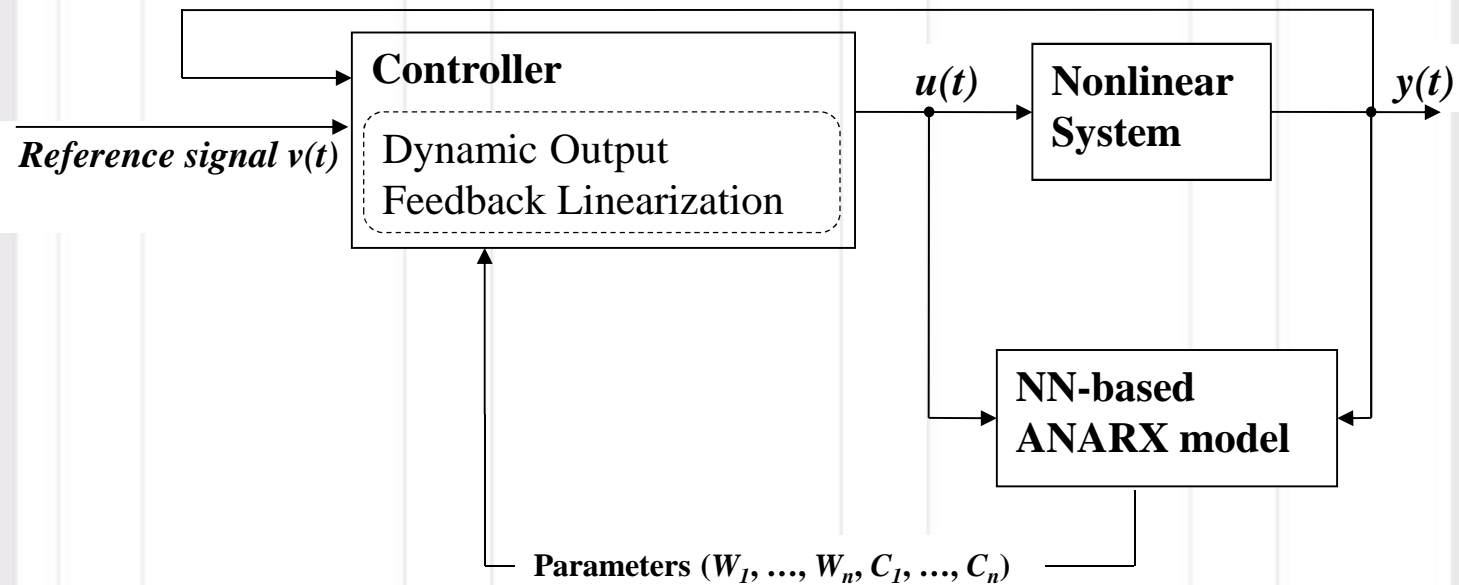 Controller
Dynamic Output
Feedback Linearization
Reference signal v(t)
u(t)
Nonlinear
System
y(t)
NN-based
ANARX model
Parameters (W1, …, Wn, C1, …, Cn)